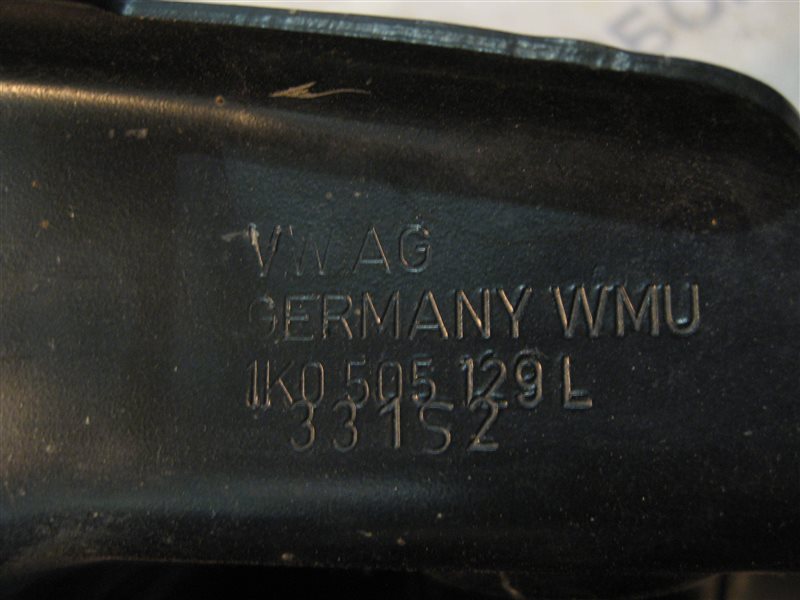 VW AG
GERMANY WMU
1K0 505 129 L
331S2